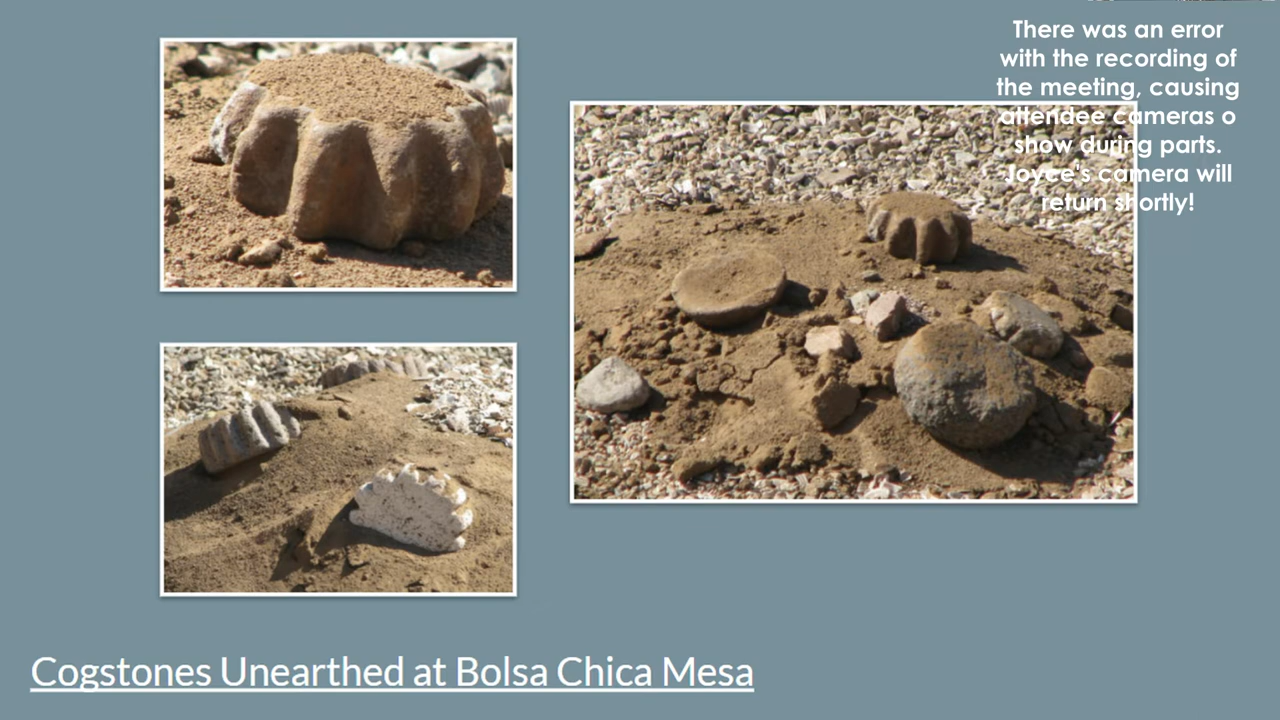 There was an error
with the recording of
the meeting, causing
attendee cameras o
show during parts.
Joyce's camera will
return shortly!
Cogstones Unearthed at Bolsa Chica Mesa